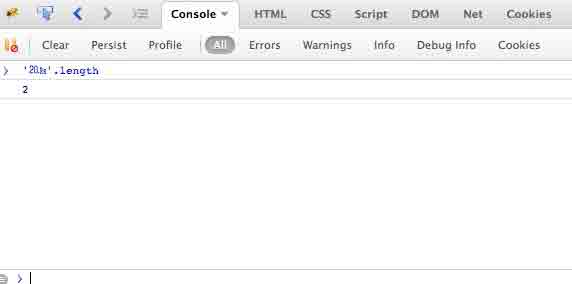 Console HTML CSS Script DOM Net Cookies
Clear Persist Profile All Errors Warnings Info Debug Info Cookies
.length
2